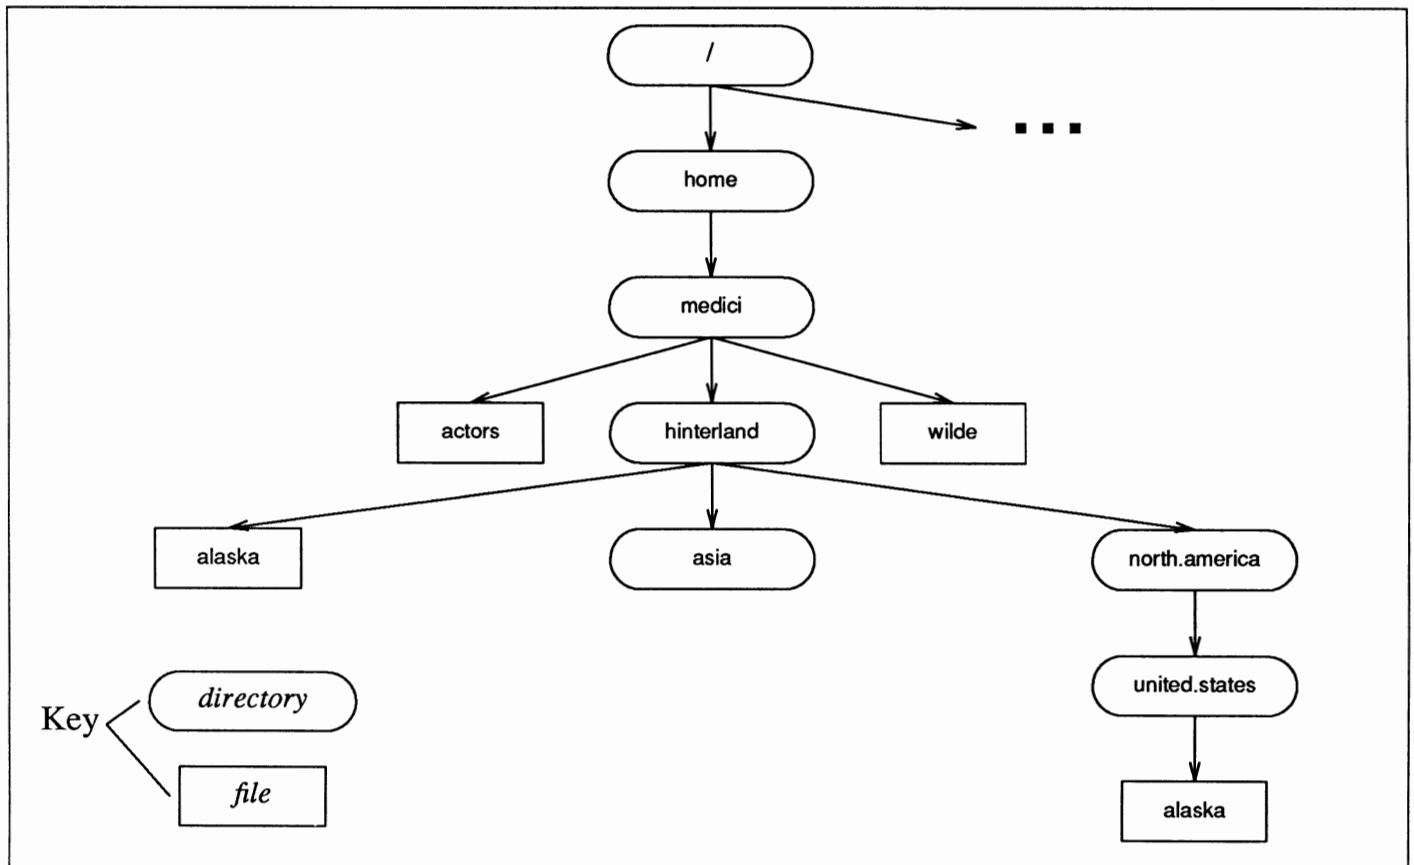 /
home
medici
actors
hinterland
wilde
alaska
asia
north.america
united.states
alaska
Key
directory
file